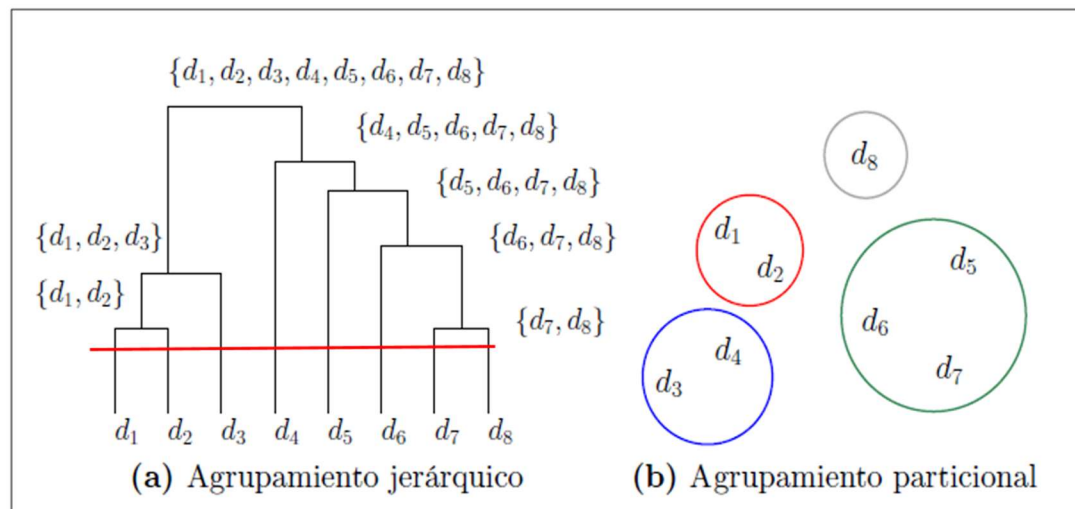 {d₁, d₂, d₃, d₄, d₅, d₆, d₇, d₈}
{d₄, d₅, d₆, d₇, d₈}
{d₅, d₆, d₇, d₈}
{d₁, d₂, d₃}
{d₆, d₇, d₈}
{d₁, d₂}
{d₇, d₈}
d₁ d₂ d₃ d₄ d₅ d₆ d₇ d₈
(a) Agrupamiento jerárquico
d₈
d₁
d₂
d₅
d₆
d₇
d₄
d₃
(b) Agrupamiento particional